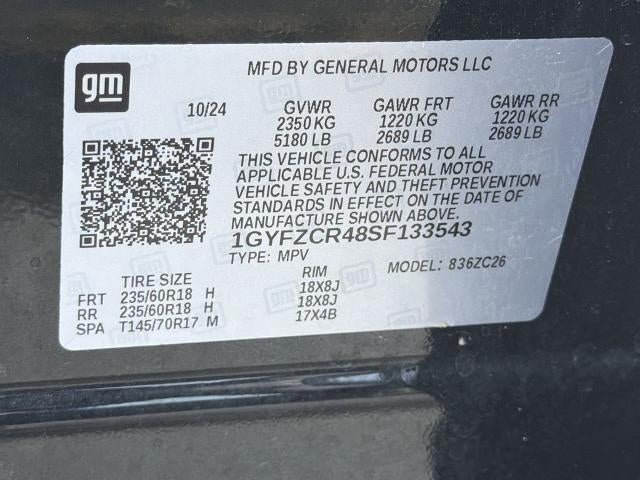 gm
MFD BY GENERAL MOTORS LLC
10/24 GVWR GAWR FRT GAWR RR
2350 KG 1220 KG 1220 KG
5180 LB 2689 LB 2689 LB
THIS VEHICLE CONFORMS TO ALL
APPLICABLE U.S. FEDERAL MOTOR
VEHICLE SAFETY AND THEFT PREVENTION
STANDARDS IN EFFECT ON THE DATE OF
MANUFACTURE SHOWN ABOVE.
1GYFZCR48SF133543
TYPE: MPV MODEL: 836ZC26
TIRE SIZE RIM
FRT 235/60R18 H 18X8J
RR 235/60R18 H 18X8J
SPA T145/70R17 M 17X4B